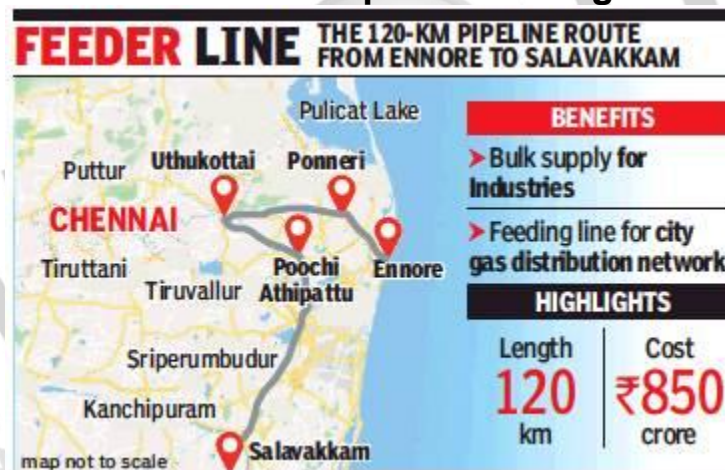 FEEDER LINE
THE 120-KM PIPELINE ROUTE
FROM ENNORE TO SALAVAKKAM
Pulicat Lake
Puttur
Uthukottai
Ponneri
CHENNAI
Tiruttani
Tiruvallur
Poochi
Athipattu
Ennore
Sriperumbudur
Kanchipuram
Salavakkam
map not to scale
BENEFITS
➤Bulk supply for
Industries
➤Feeding line for city
gas distribution network
HIGHLIGHTS
Length
120
km
Cost
₹850
crore